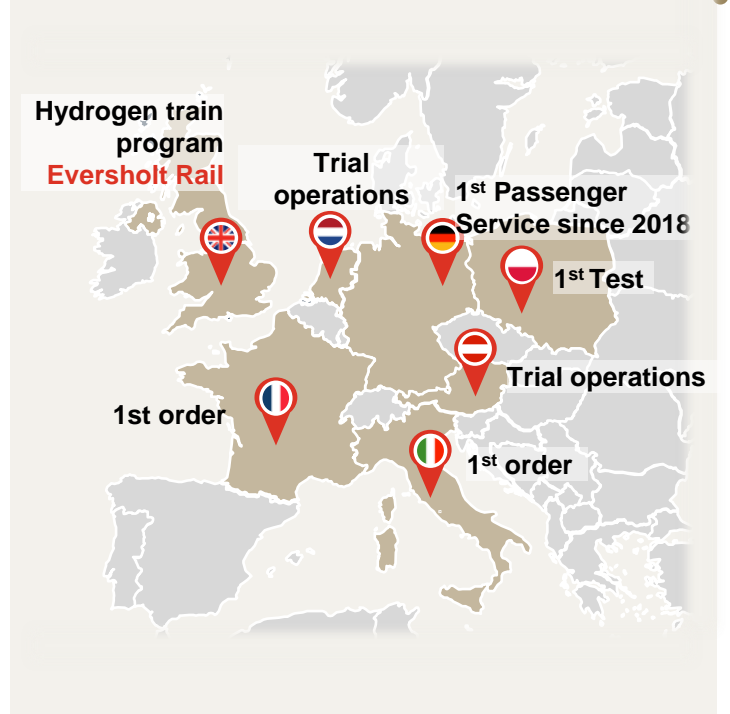 Hydrogen train
program
Eversholt Rail
Trial
operations
1st Passenger
Service since 2018
1st Test
Trial operations
1st order
1st order